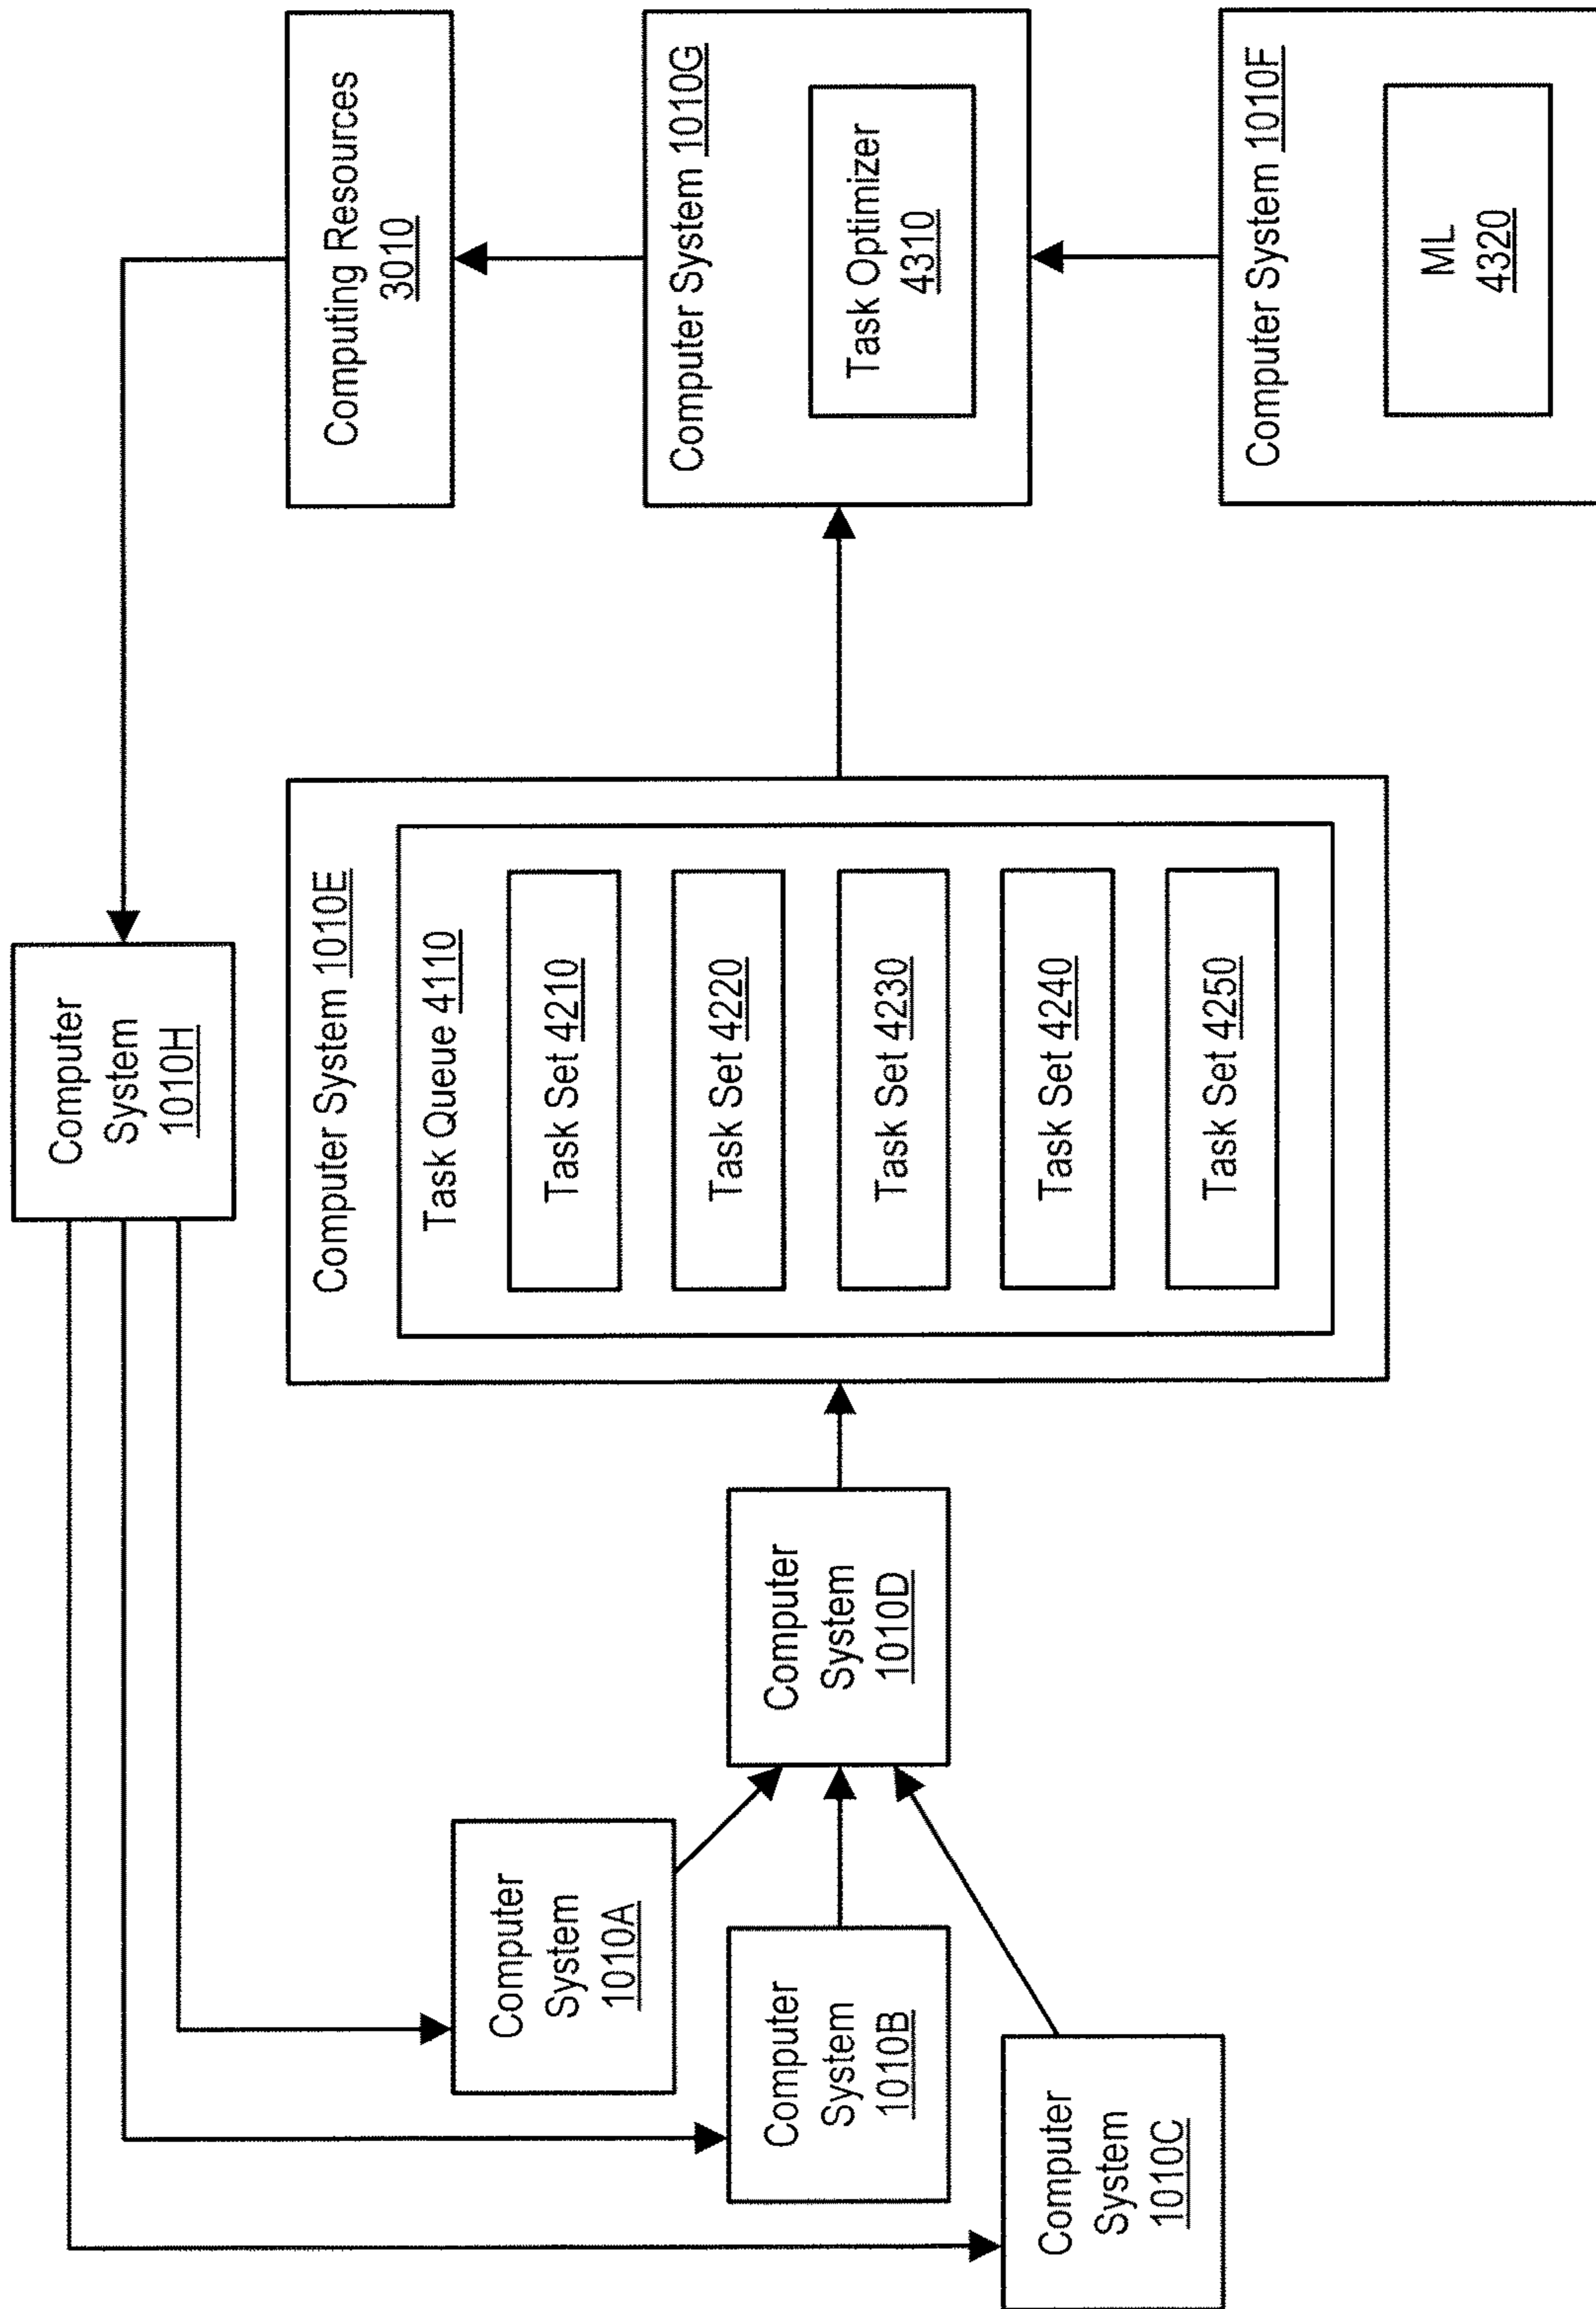 Computer
System
1010H
Computing Resources
3010
Computer System 1010E
Task Queue 4110
Task Set 4210
Task Set 4220
Task Set 4230
Task Set 4240
Task Set 4250
Computer System 1010G
Task Optimizer
4310
Computer System 1010F
ML
4320
Computer
System
1010D
Computer
System
1010A
Computer
System
1010B
Computer
System
1010C